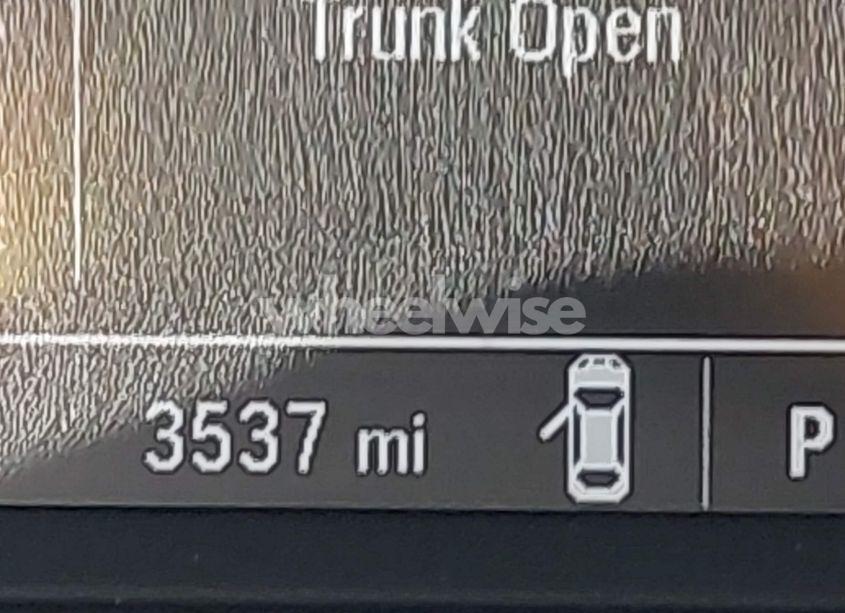 Trunk Open
wheelwise
3537 mi
P